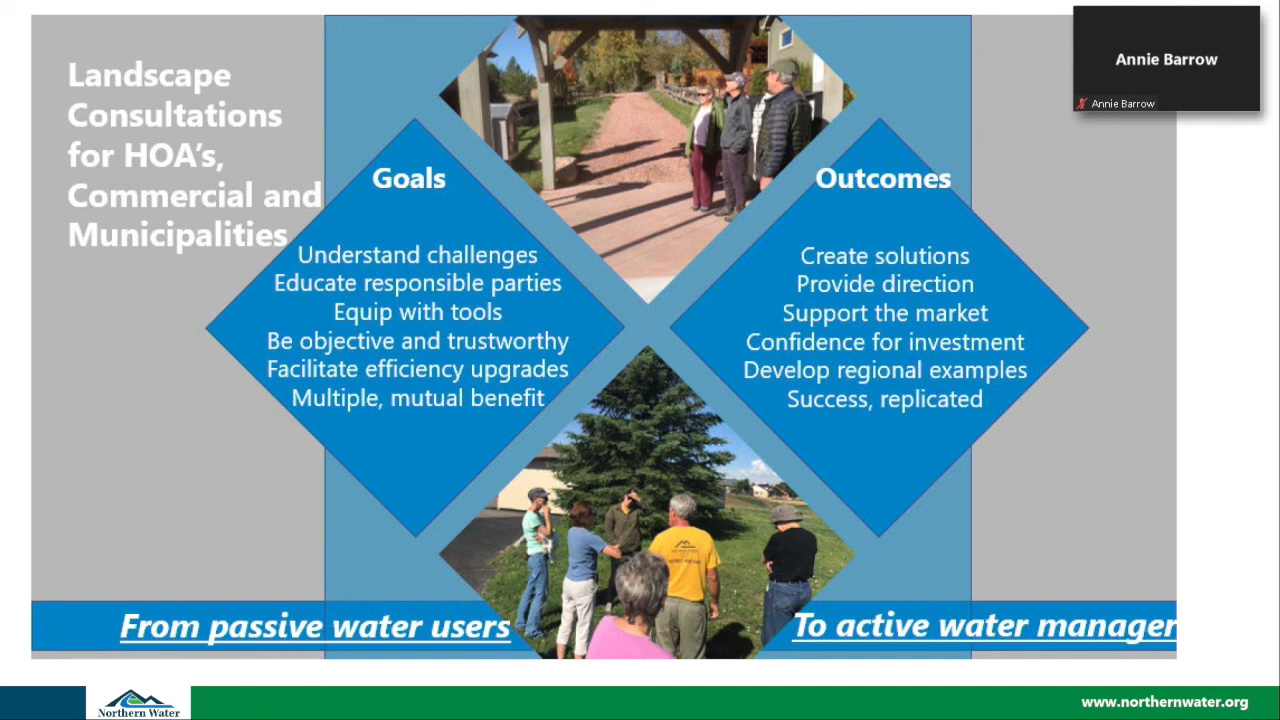 Landscape
Consultations
for HOA's,
Commercial and
Municipalities
Goals
Understand challenges
Educate responsible parties
Equip with tools
Be objective and trustworthy
Facilitate efficiency upgrades
Multiple, mutual benefit
Outcomes
Create solutions
Provide direction
Support the market
Confidence for investment
Develop regional examples
Success, replicated
From passive water users
To active water manager
Annie Barrow
Annie Barrow
Northern Water
www.northernwater.org